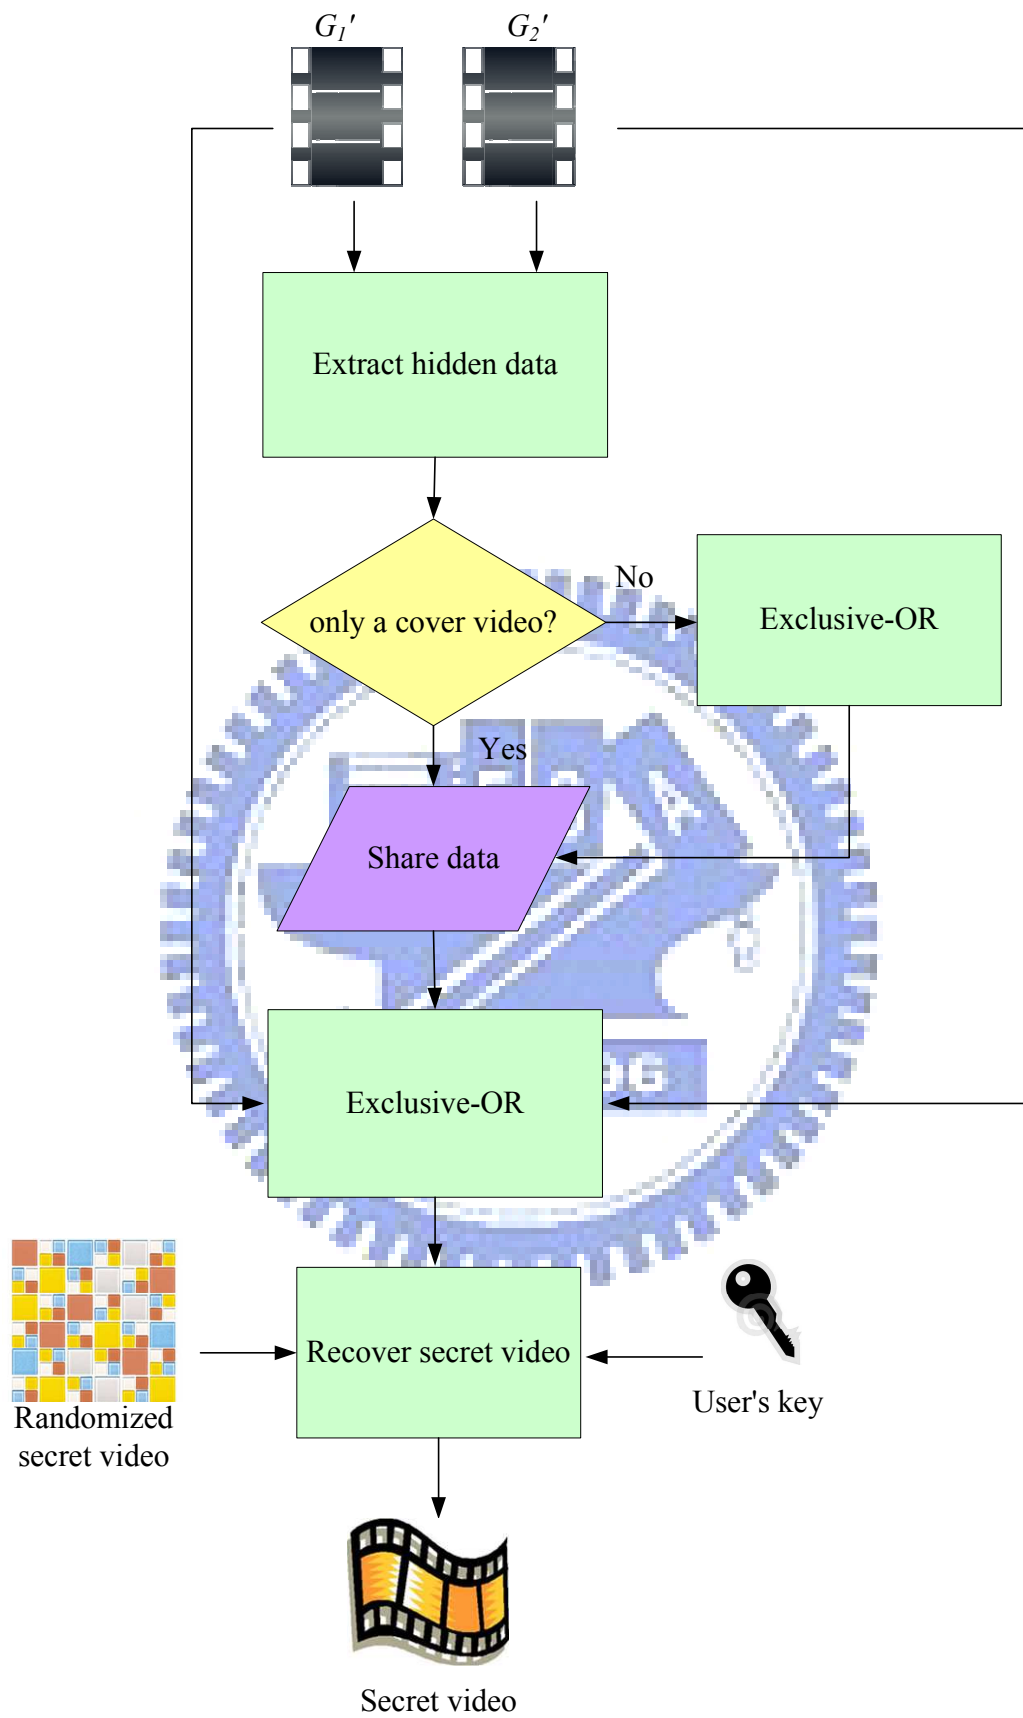 G₁' G₂'
Extract hidden data
No
only a cover video?
Exclusive-OR
Yes
Share data
Exclusive-OR
Recover secret video
User's key
Randomized
secret video
Secret video